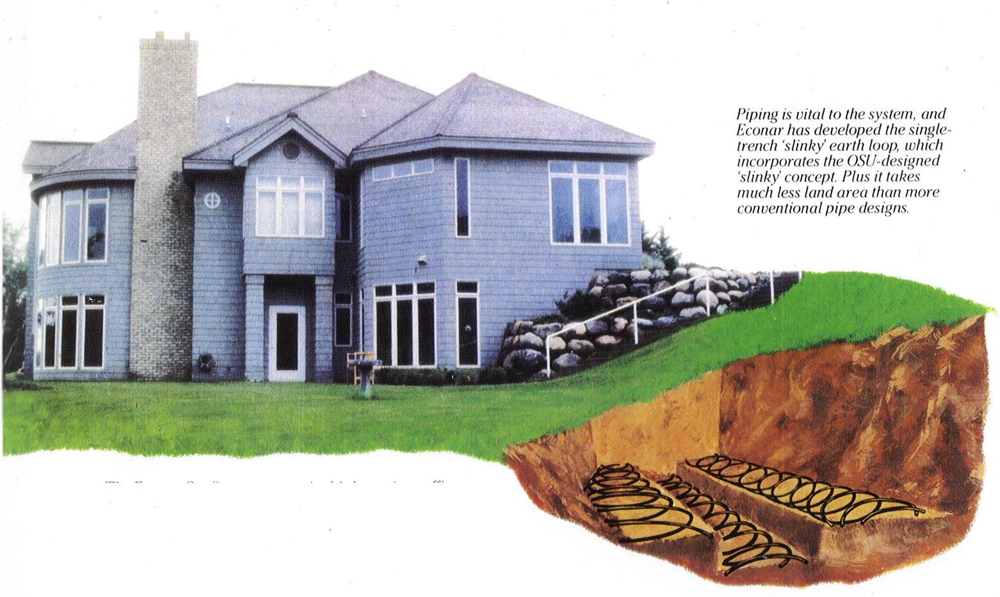 Piping is vital to the system, and
Econar has developed the single-
trench ‘slinky’ earth loop, which
incorporates the OSU-designed
‘slinky’ concept. Plus it takes
much less land area than more
conventional pipe designs.